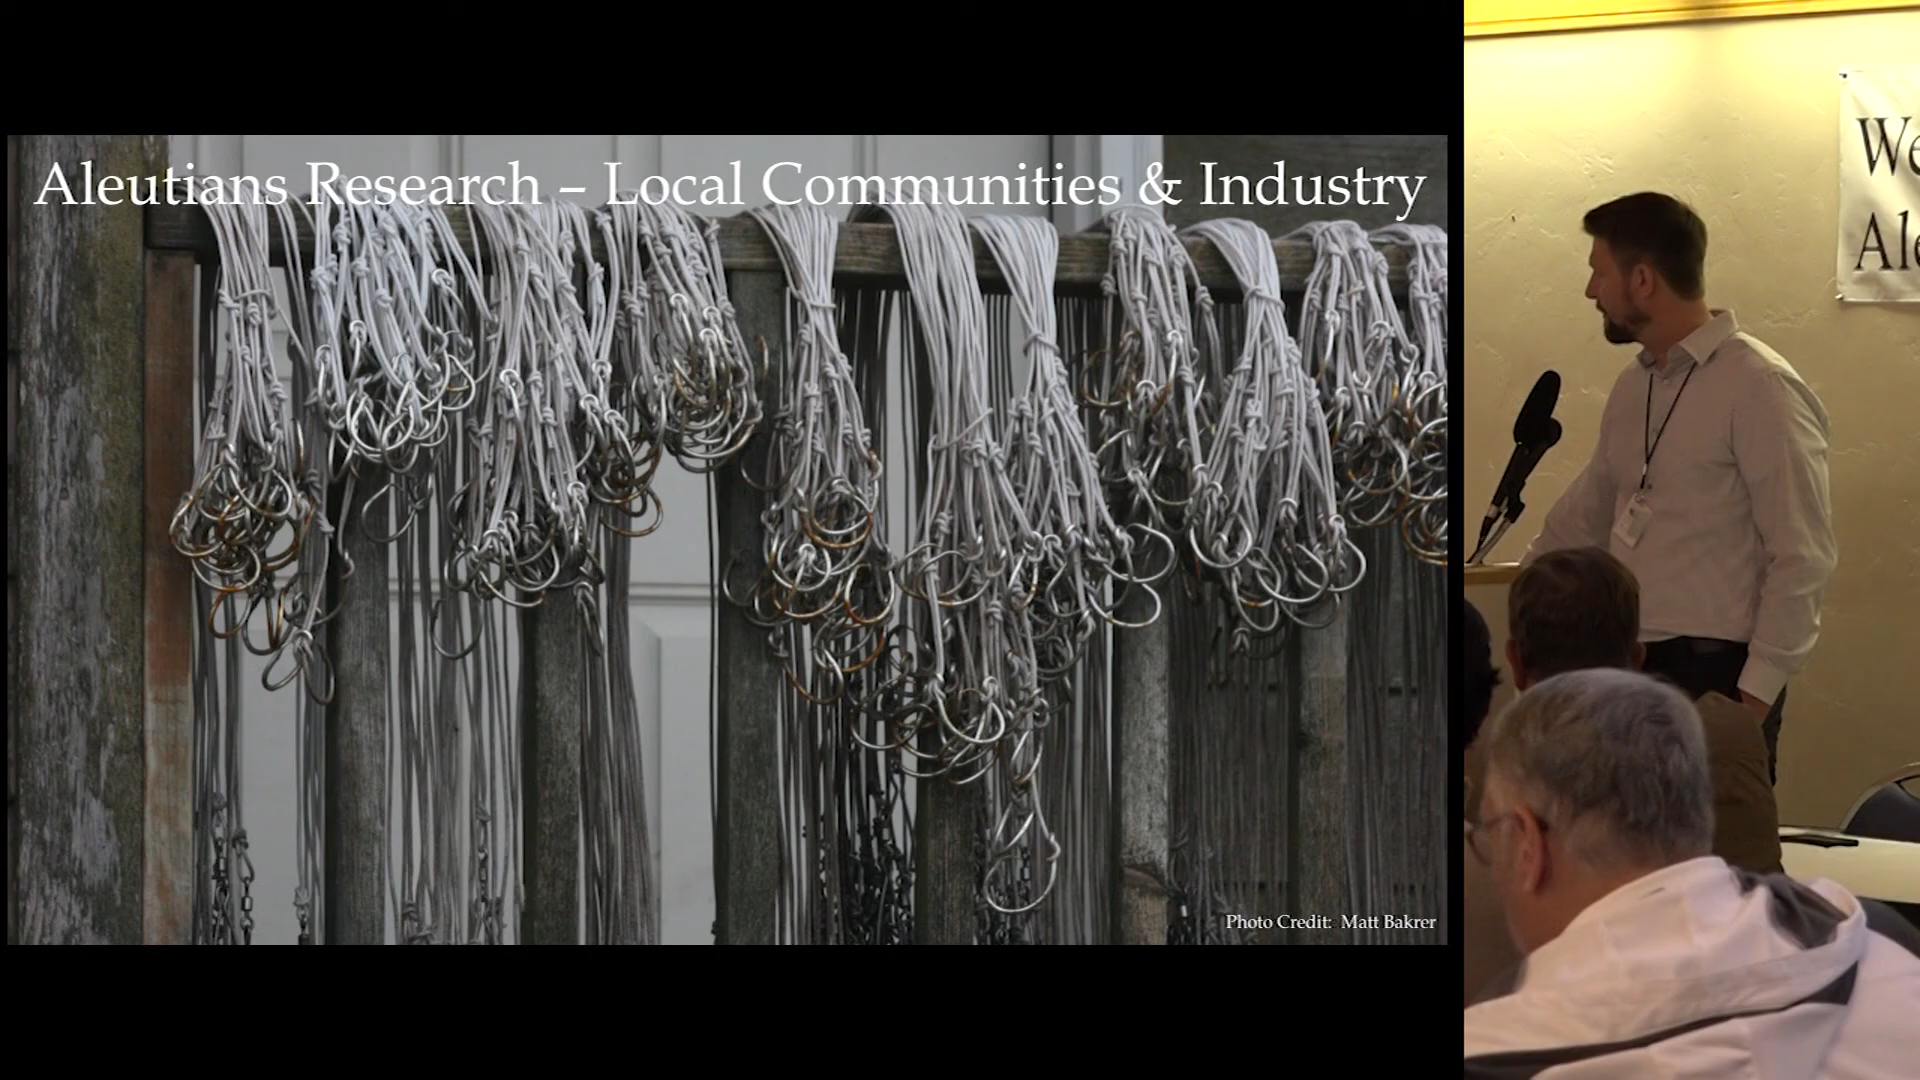 Aleutians Research – Local Communities & Industry
Photo Credit: Matt Bakrer
We
Ale